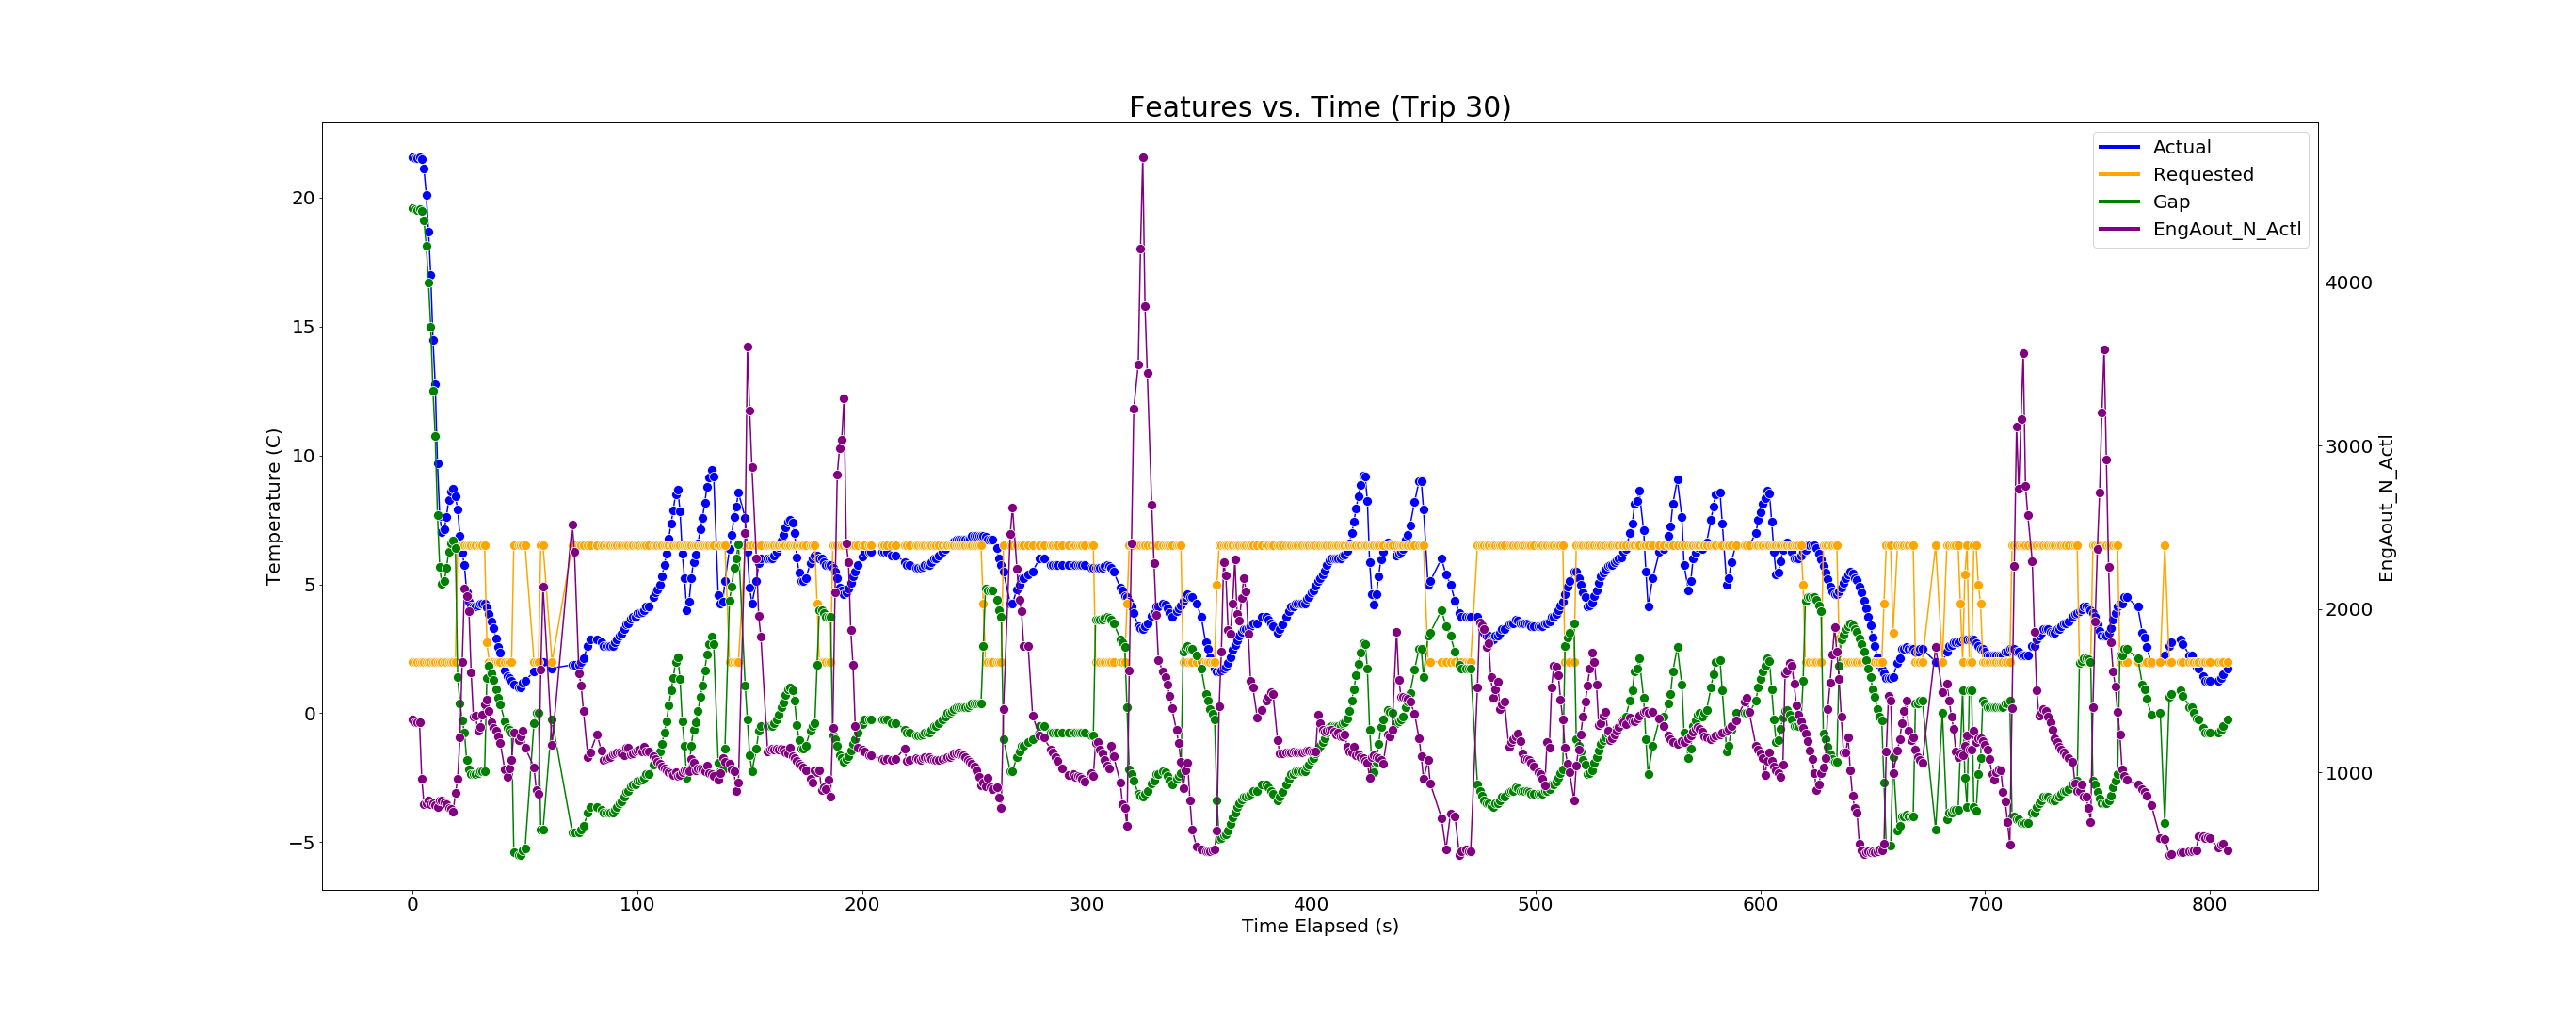 Features vs. Time (Trip 30)
Actual
Requested
Gap
EngAout_N_Actl
Temperature (C)
20
15
10
5
0
−5
4000
3000
2000
1000
EngAout_N_Actl
0 100 200 300 400 500 600 700 800
Time Elapsed (s)